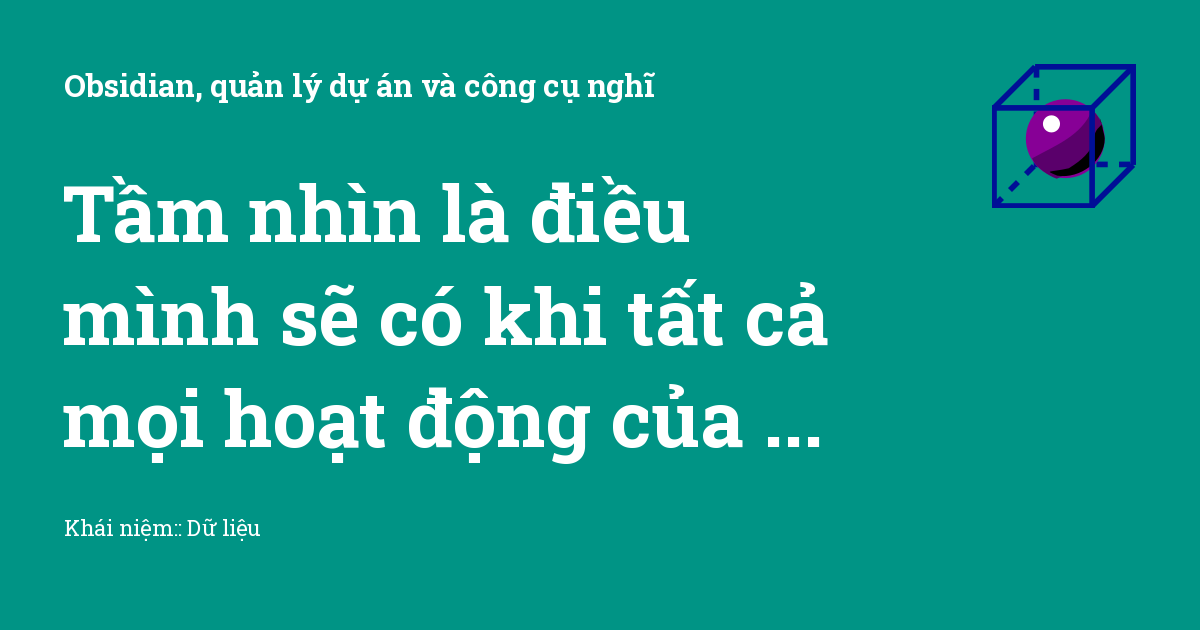 Obsidian, quản lý dự án và công cụ nghĩ
Tầm nhìn là điều
mình sẽ có khi tất cả
mọi hoạt động của ...
Khái niệm:: Dữ liệu